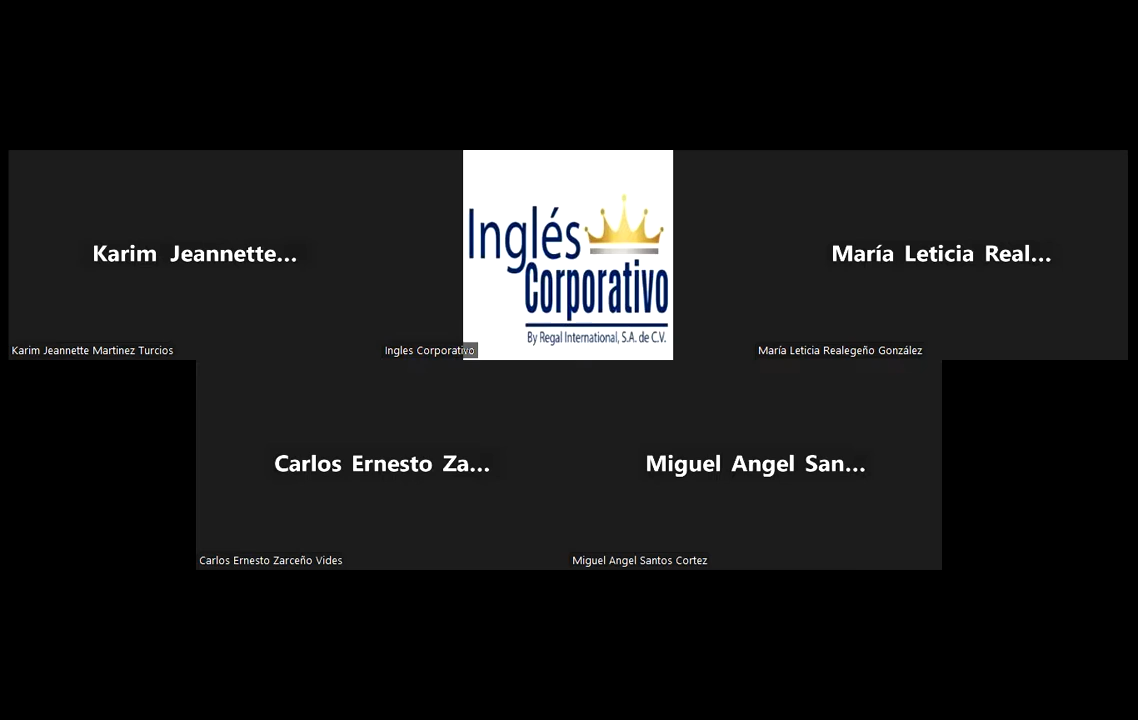 Karim Jeannette...
Inglés
Corporativo
By Regal International, S.A. de C.V.
María Leticia Real...
Karim Jeannette Martinez Turcios
Ingles Corporativo
María Leticia Realegeño González
Carlos Ernesto Za...
Miguel Angel San...
Carlos Ernesto Zarceño Vides
Miguel Angel Santos Cortez